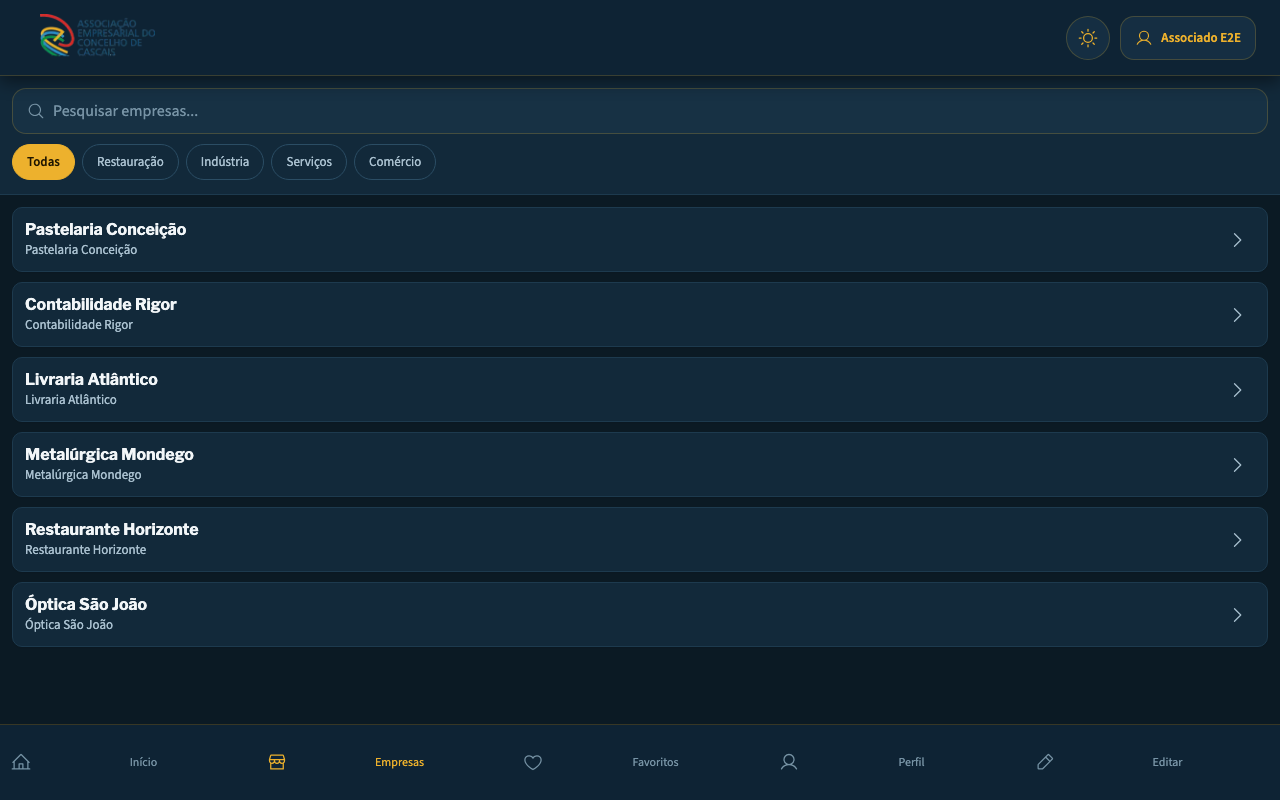 ASSOCIAÇÃO
EMPRESARIAL DO
CONCELHO DE
CASCAIS
Associado E2E
Pesquisar empresas...
Todas
Restauração
Indústria
Serviços
Comércio
Pastelaria Conceição
Pastelaria Conceição
Contabilidade Rigor
Contabilidade Rigor
Livraria Atlântico
Livraria Atlântico
Metalúrgica Mondego
Metalúrgica Mondego
Restaurante Horizonte
Restaurante Horizonte
Óptica São João
Óptica São João
Início
Empresas
Favoritos
Perfil
Editar